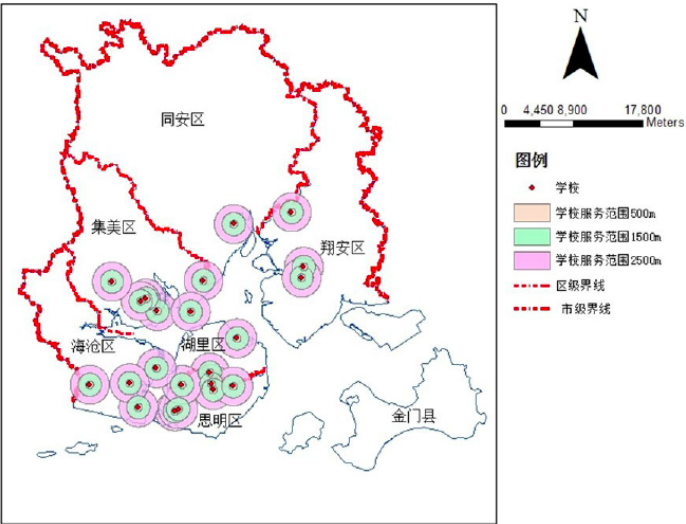 N
0 4,450 8,900 17,800
Meters
图例
学校
学校服务范围500m
学校服务范围1500m
学校服务范围2500m
区级界线
市级界线
同安区
集美区
翔安区
海沧区
湖里区
思明区
金门县